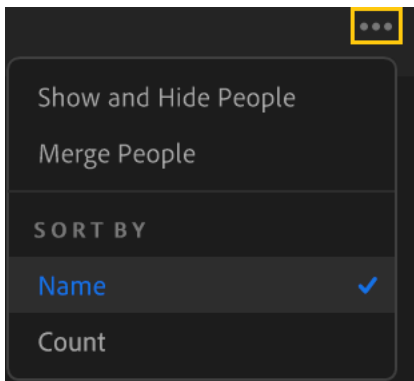 Show and Hide People
Merge People
SORT BY
Name
Count